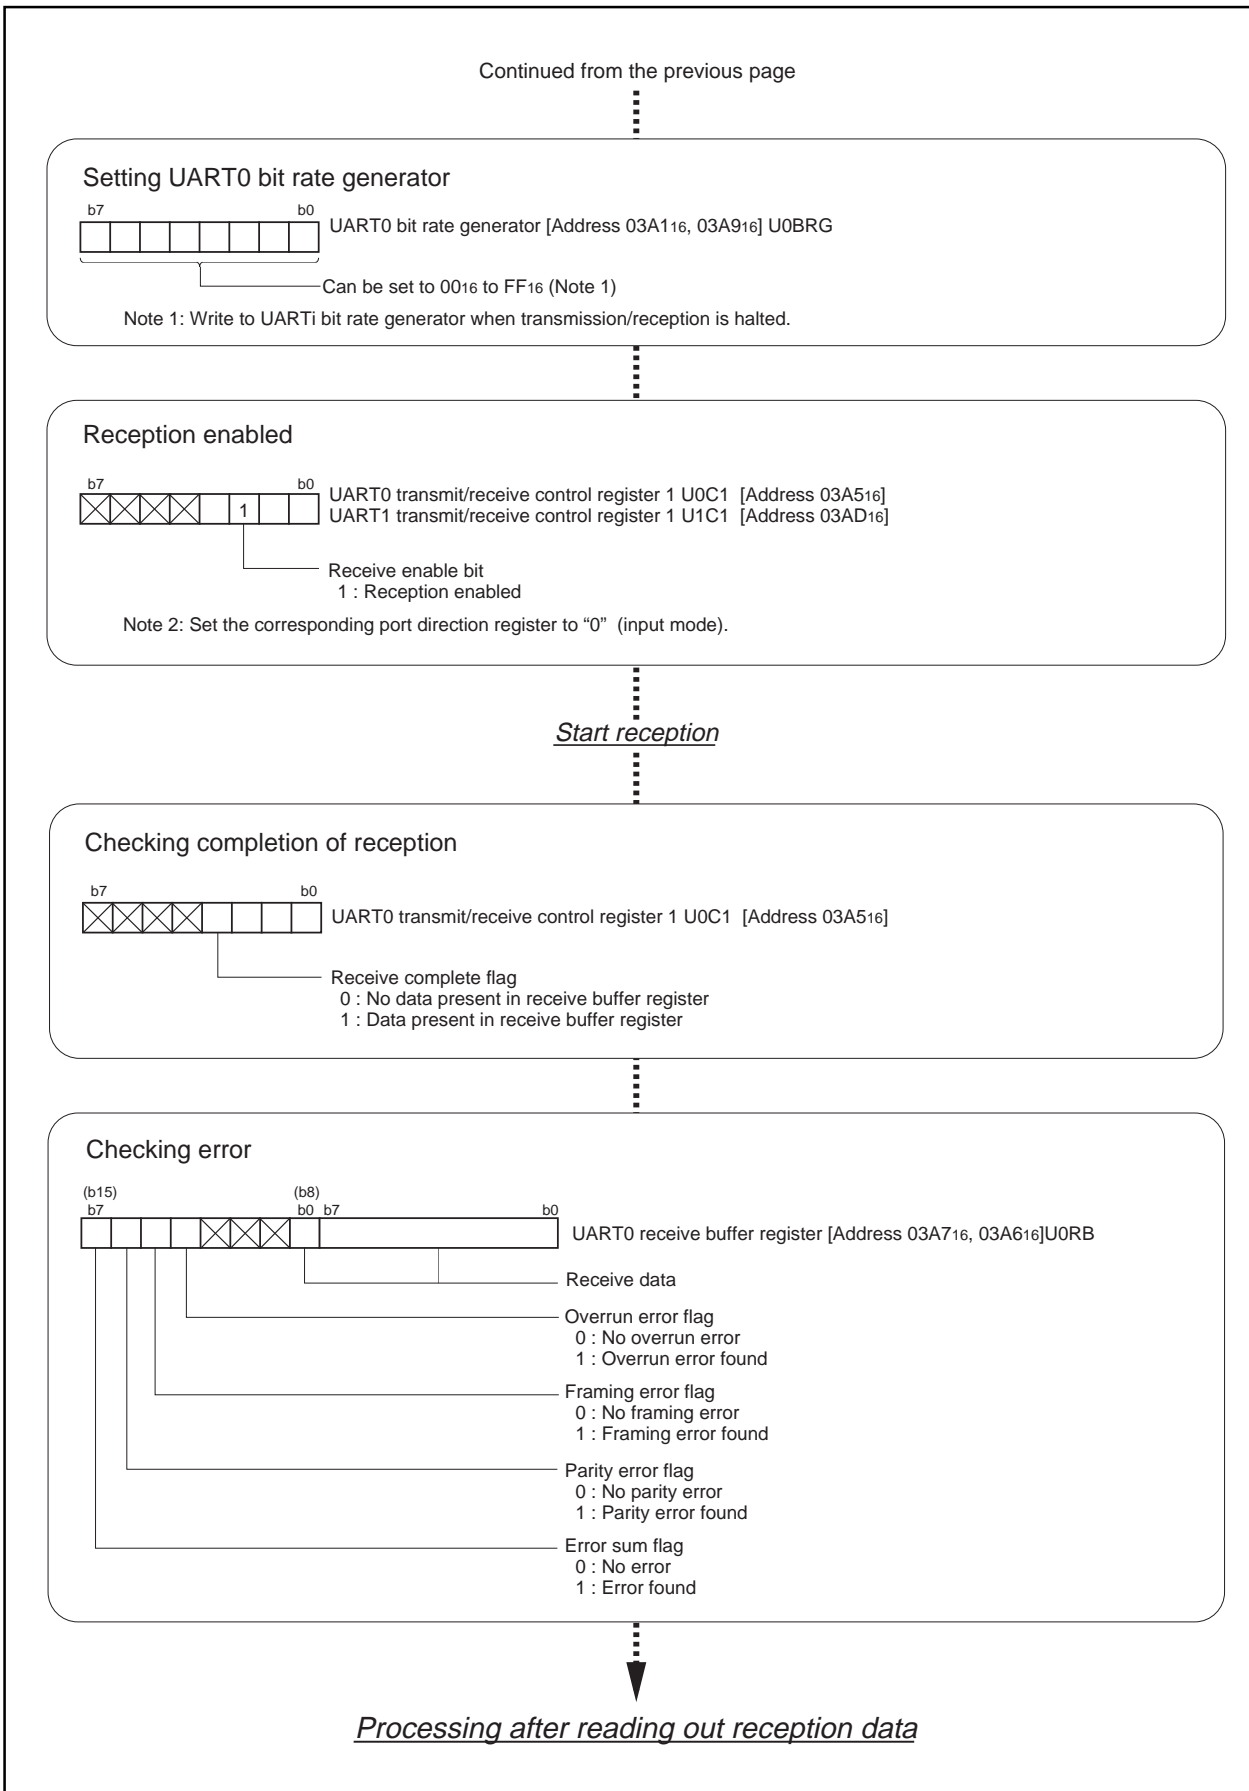 Continued from the previous page
Setting UART0 bit rate generator
b7 b0
UART0 bit rate generator [Address 03A116, 03A916] U0BRG
Can be set to 0016 to FF16 (Note 1)
Note 1: Write to UARTi bit rate generator when transmission/reception is halted.
Reception enabled
b7 b0
1
UART0 transmit/receive control register 1 U0C1 [Address 03A516]
UART1 transmit/receive control register 1 U1C1 [Address 03AD16]
Receive enable bit
1 : Reception enabled
Note 2: Set the corresponding port direction register to “0” (input mode).
Start reception
Checking completion of reception
b7 b0
UART0 transmit/receive control register 1 U0C1 [Address 03A516]
Receive complete flag
0 : No data present in receive buffer register
1 : Data present in receive buffer register
Checking error
(b15) (b8)
b7 b0 b7 b0
UART0 receive buffer register [Address 03A716, 03A616]U0RB
Receive data
Overrun error flag
0 : No overrun error
1 : Overrun error found
Framing error flag
0 : No framing error
1 : Framing error found
Parity error flag
0 : No parity error
1 : Parity error found
Error sum flag
0 : No error
1 : Error found
Processing after reading out reception data